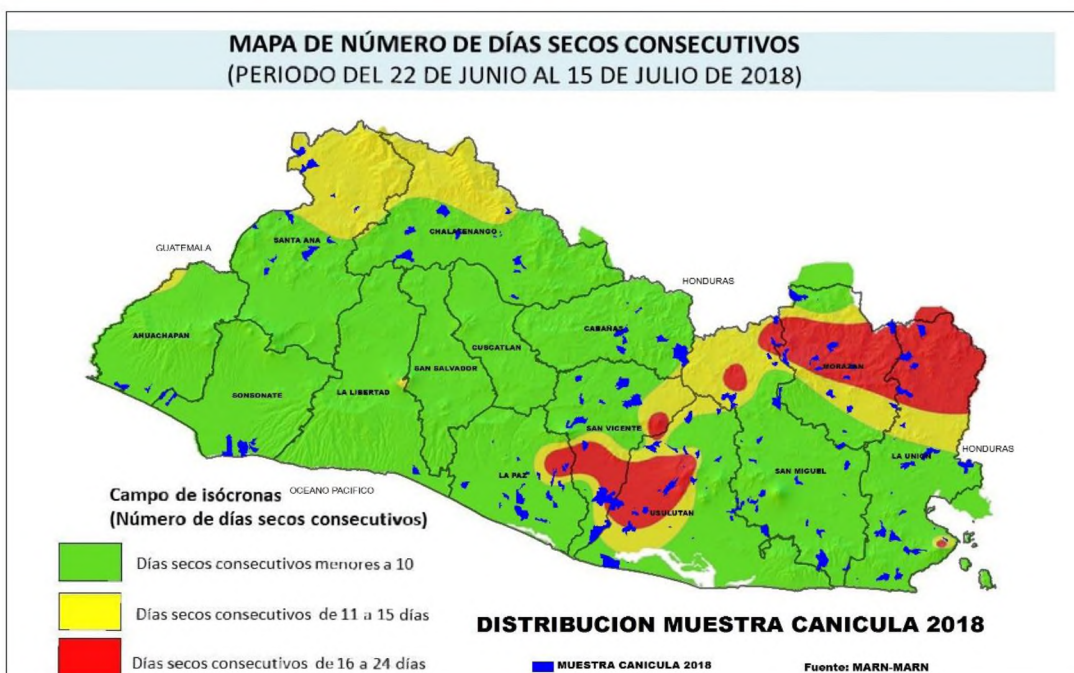 MAPA DE NÚMERO DE DÍAS SECOS CONSECUTIVOS
(PERIODO DEL 22 DE JUNIO AL 15 DE JULIO DE 2018)
GUATEMALA
SANTA ANA
CHALATENANGO
HONDURAS
AHUACHAPAN
CABAÑAS
CUSCATLAN
MORAZAN
SAN SALVADOR
SONSONATE
LA LIBERTAD
SAN VICENTE
HONDURAS
LA UNION
LA PAZ
SAN MIGUEL
USULUTAN
OCEANO PACIFICO
Campo de isócronas
(Número de días secos consecutivos)
Días secos consecutivos menores a 10
Días secos consecutivos de 11 a 15 días
Días secos consecutivos de 16 a 24 días
DISTRIBUCION MUESTRA CANICULA 2018
MUESTRA CANICULA 2018
Fuente: MARN-MARN